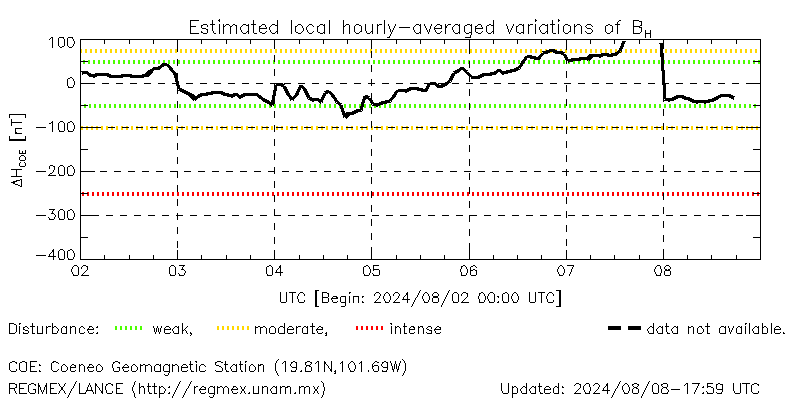 Estimated local hourly-averaged variations of B_H
100
0
-100
-200
-300
-400
ΔH_COE [nT]
02 03 04 05 06 07 08
UTC [Begin: 2024/08/02 00:00 UTC]
Disturbance: weak, moderate, intense data not available.
COE: Coeneo Geomagnetic Station (19.81N,101.69W)
REGMEX/LANCE (http://regmex.unam.mx) Updated: 2024/08/08-17:59 UTC